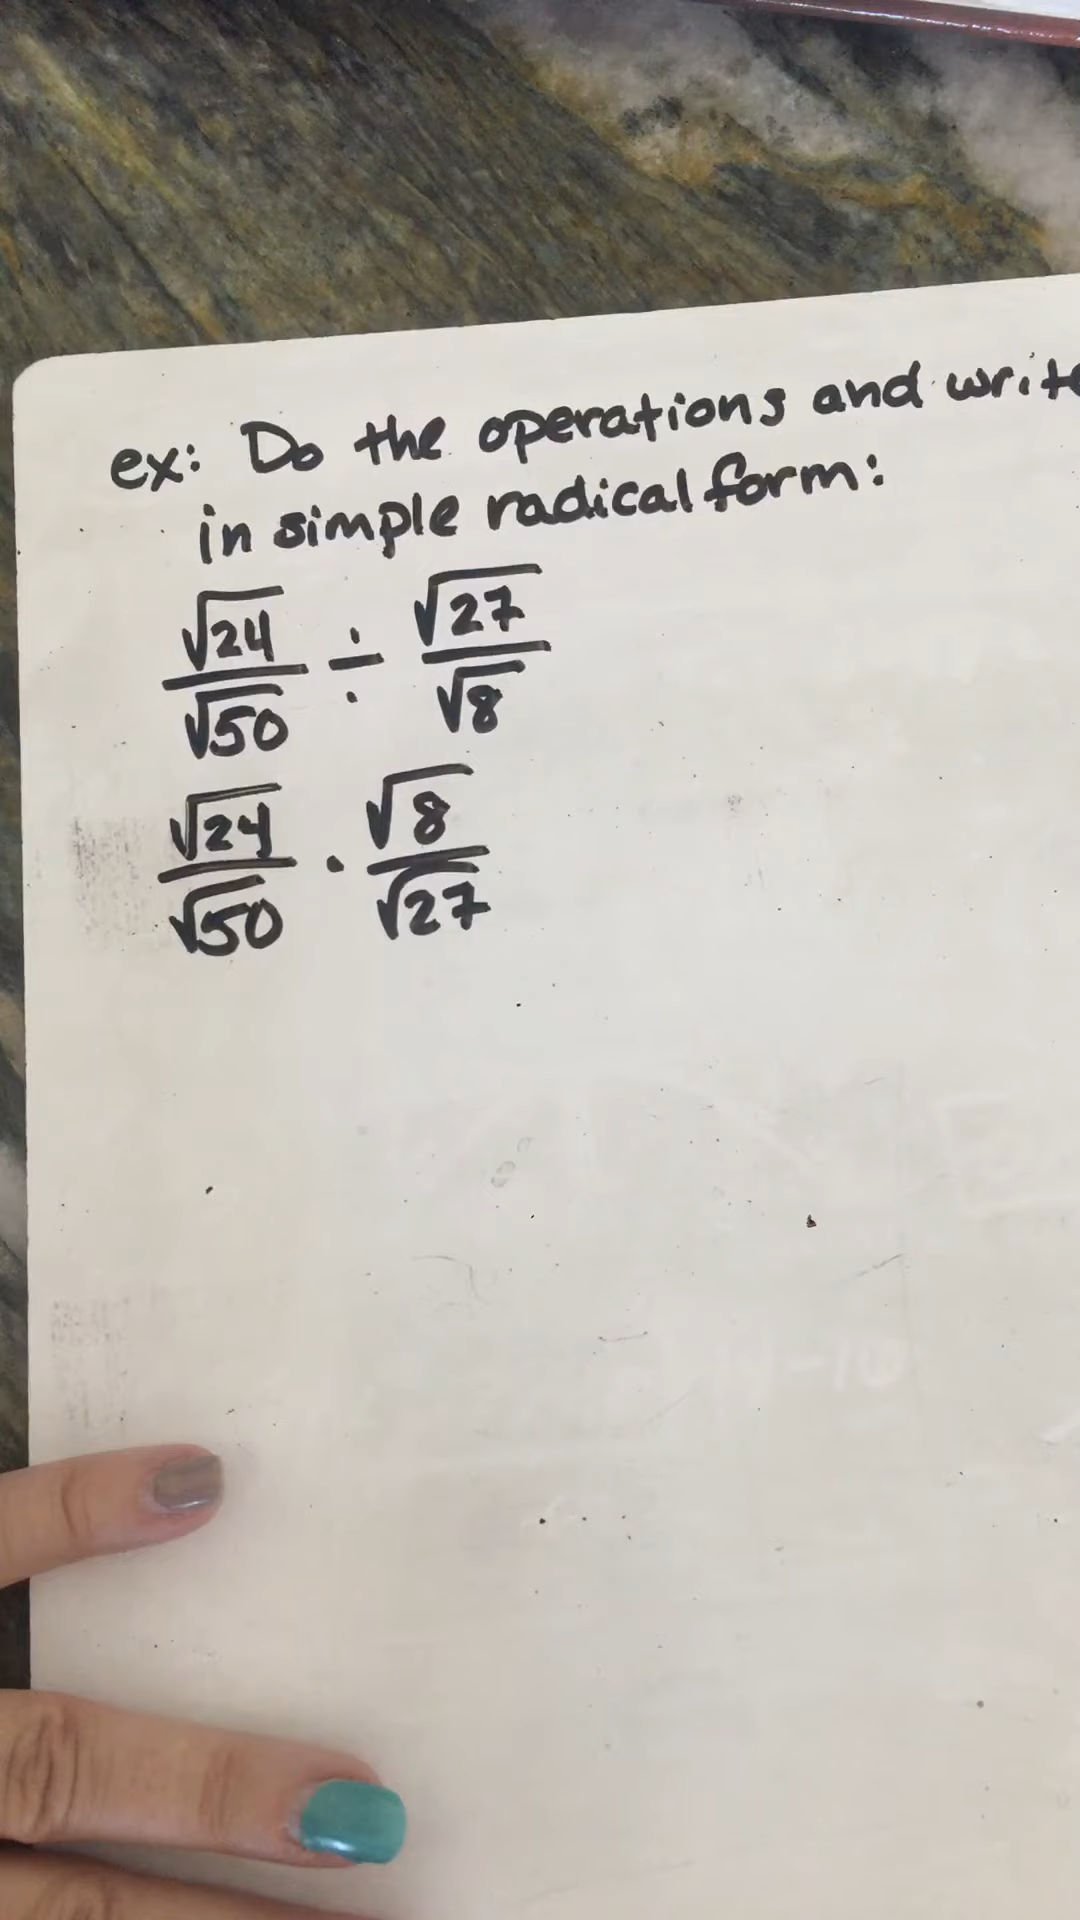 ex: Do the operations and write
in simple radical form:
√24/√50 ÷ √27/√8
√24/√50 · √8/√27